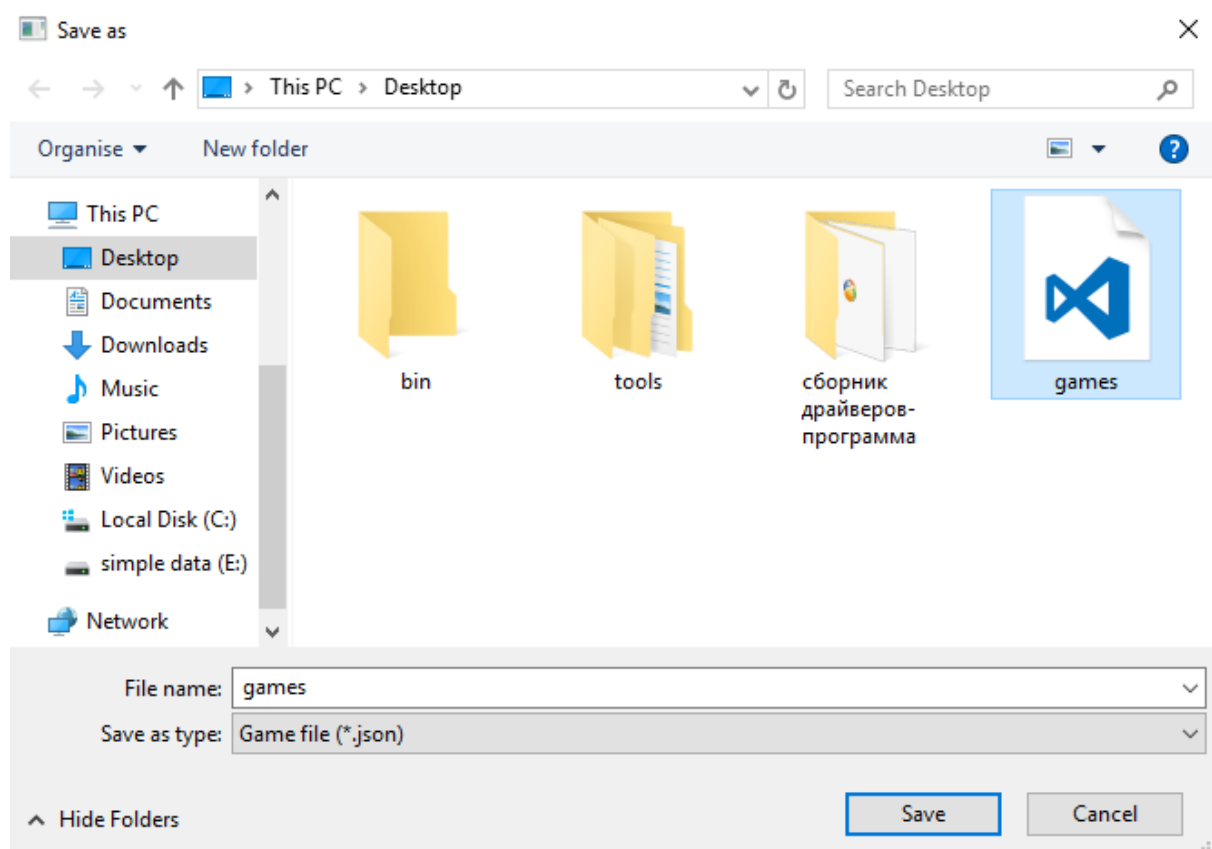 Save as
This PC > Desktop
Search Desktop
Organise
New folder
This PC
Desktop
Documents
Downloads
Music
Pictures
Videos
Local Disk (C:)
simple data (E:)
Network
bin
tools
сборник
драйверов-
программа
games
File name: games
Save as type: Game file (*.json)
Hide Folders
Save
Cancel